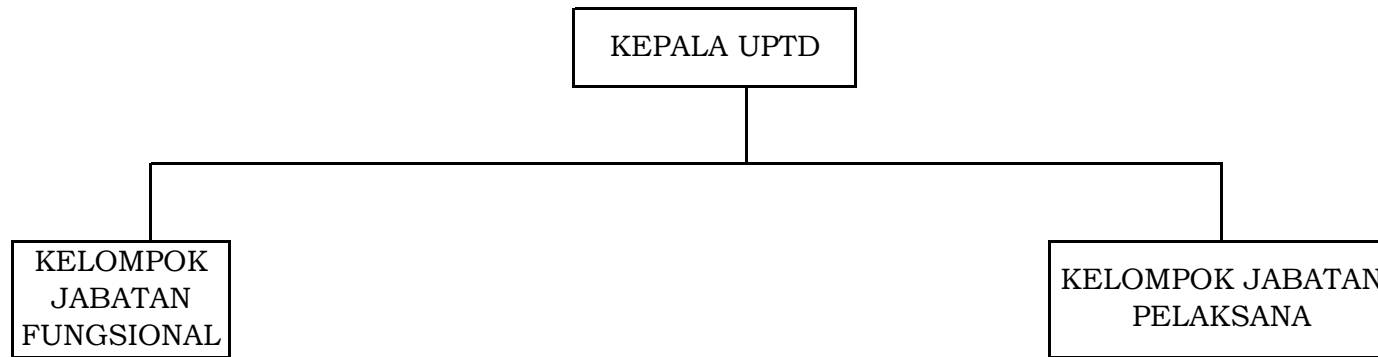 KEPALA UPTD
KELOMPOK
JABATAN
FUNGSIONAL
KELOMPOK JABATAN
PELAKSANA